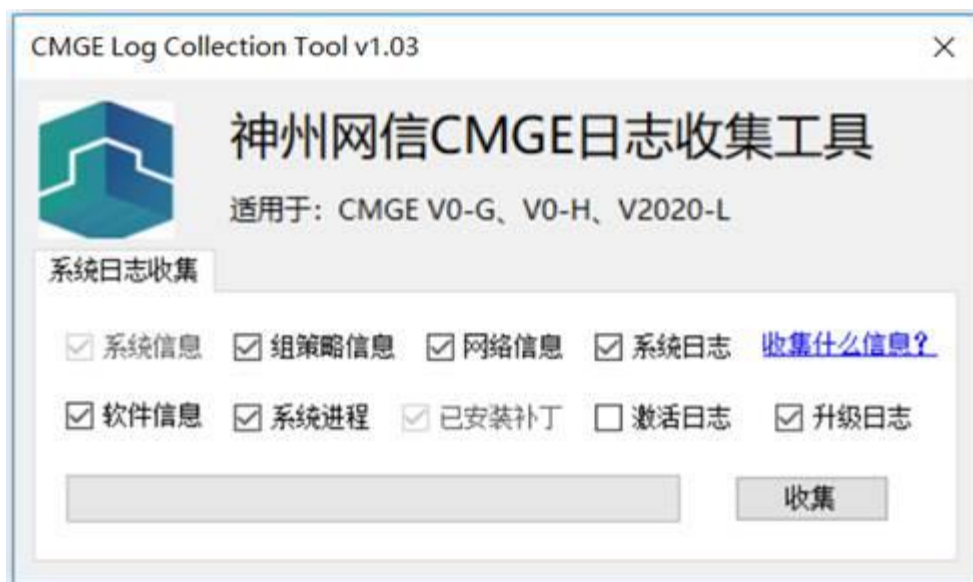 CMGE Log Collection Tool v1.03
神州网信CMGE日志收集工具
适用于：CMGE V0-G、V0-H、V2020-L
系统日志收集
系统信息 组策略信息 网络信息 系统日志 收集什么信息？
软件信息 系统进程 已安装补丁 激活日志 升级日志
收集